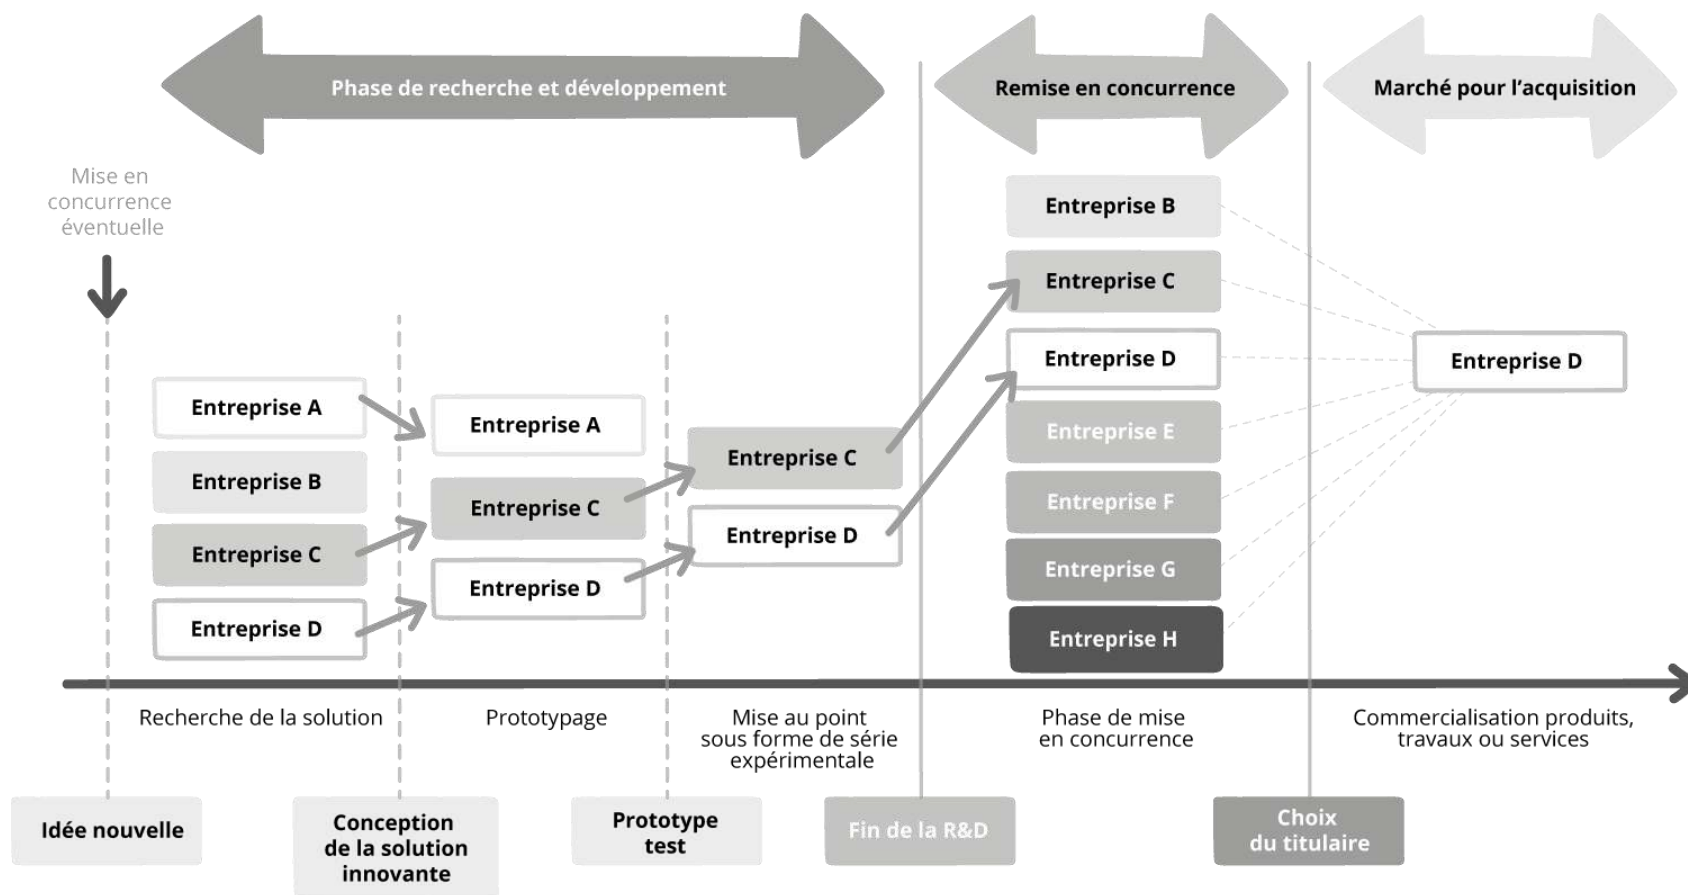 Phase de recherche et développement
Remise en concurrence
Marché pour l'acquisition
Mise en
concurrence
éventuelle
Entreprise A
Entreprise B
Entreprise C
Entreprise D
Entreprise A
Entreprise C
Entreprise D
Entreprise C
Entreprise D
Entreprise B
Entreprise C
Entreprise D
Entreprise E
Entreprise F
Entreprise G
Entreprise H
Entreprise D
Recherche de la solution
Prototypage
Mise au point
sous forme de série
expérimentale
Phase de mise
en concurrence
Commercialisation produits,
travaux ou services
Idée nouvelle
Conception
de la solution
innovante
Prototype
test
Fin de la R&D
Choix
du titulaire